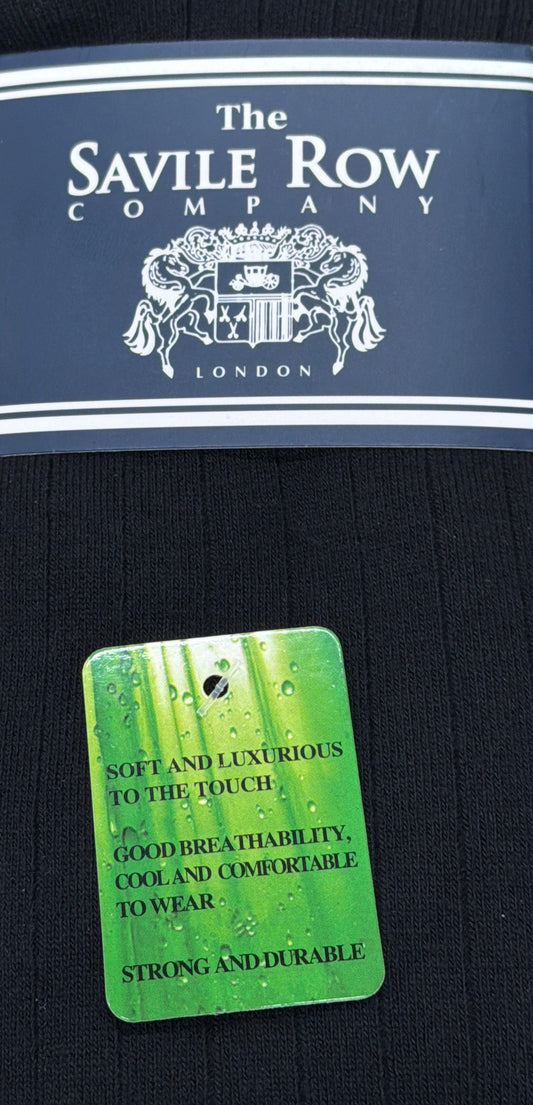 The
SAVILE ROW
COMPANY
LONDON
SOFT AND LUXURIOUS
TO THE TOUCH
GOOD BREATHABILITY,
COOL AND COMFORTABLE
TO WEAR
STRONG AND DURABLE